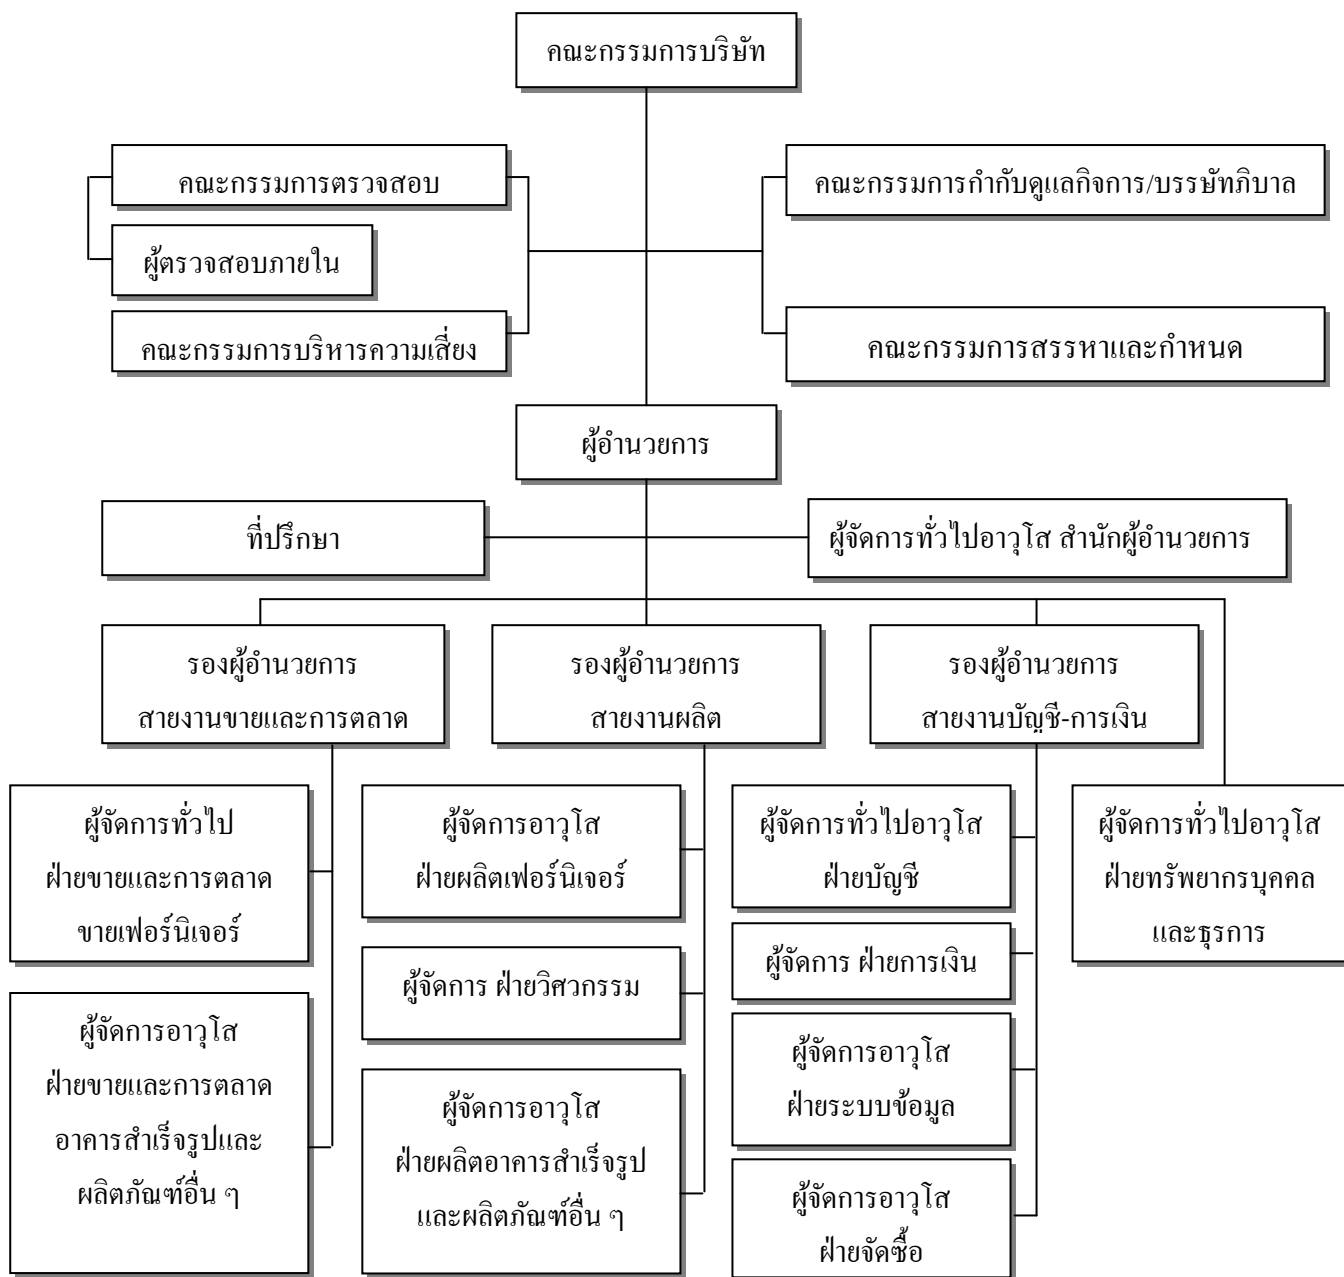 คณะกรรมการบริษัท
คณะกรรมการตรวจสอบ
คณะกรรมการกำกับดูแลกิจการ/บรรษัทภิบาล
ผู้ตรวจสอบภายใน
คณะกรรมการบริหารความเสี่ยง
คณะกรรมการสรรหาและกำหนด
ผู้อำนวยการ
ที่ปรึกษา
ผู้จัดการทั่วไปอาวุโส สำนักผู้อำนวยการ
รองผู้อำนวยการ
สายงานขายและการตลาด
รองผู้อำนวยการ
สายงานผลิต
รองผู้อำนวยการ
สายงานบัญชี-การเงิน
ผู้จัดการทั่วไป
ฝ่ายขายและการตลาด
ขายเฟอร์นิเจอร์
ผู้จัดการอาวุโส
ฝ่ายขายและการตลาด
อาคารสำเร็จรูปและ
ผลิตภัณฑ์อื่น ๆ
ผู้จัดการอาวุโส
ฝ่ายผลิตเฟอร์นิเจอร์
ผู้จัดการ ฝ่ายวิศวกรรม
ผู้จัดการอาวุโส
ฝ่ายผลิตอาคารสำเร็จรูป
และผลิตภัณฑ์อื่น ๆ
ผู้จัดการทั่วไปอาวุโส
ฝ่ายบัญชี
ผู้จัดการ ฝ่ายการเงิน
ผู้จัดการอาวุโส
ฝ่ายระบบข้อมูล
ผู้จัดการอาวุโส
ฝ่ายจัดซื้อ
ผู้จัดการทั่วไปอาวุโส
ฝ่ายทรัพยากรบุคคล
และธุรการ